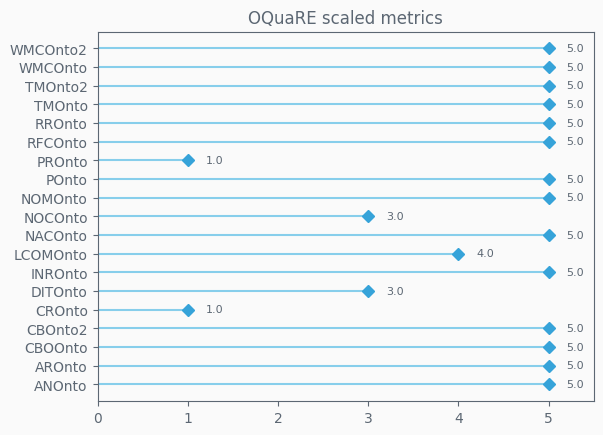 OQuaRE scaled metrics
WMCOnto2 5.0
WMCOnto 5.0
TMOnto2 5.0
TMOnto 5.0
RROnto 5.0
RFCOnto 5.0
PROnto 1.0
POnto 5.0
NOMOnto 5.0
NOCOnto 3.0
NACOnto 5.0
LCOMOnto 4.0
INROnto 5.0
DITOnto 3.0
CROnto 1.0
CBOnto2 5.0
CBOOnto 5.0
AROnto 5.0
ANOnto 5.0
0 1 2 3 4 5